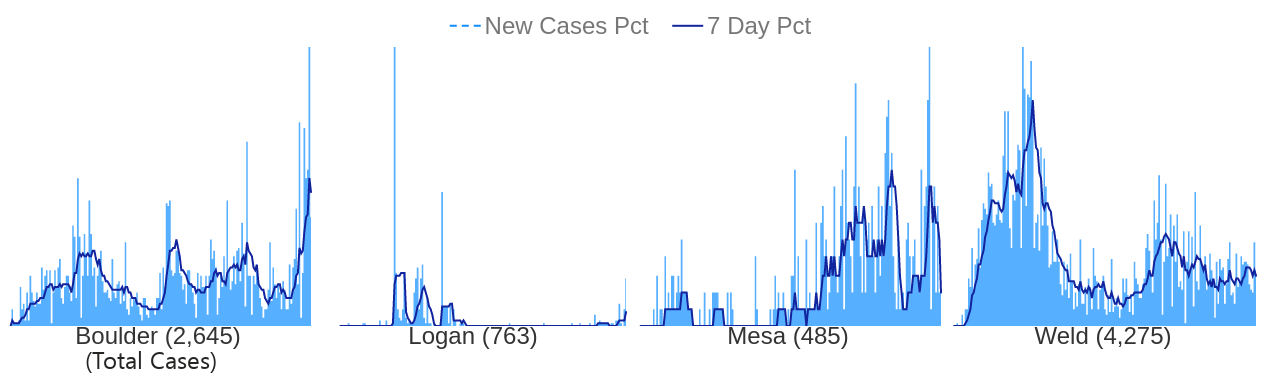 New Cases Pct 7 Day Pct
Boulder (2,645) Logan (763) Mesa (485) Weld (4,275)
(Total Cases)